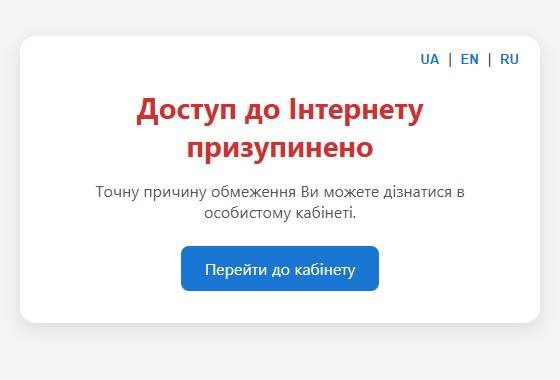 UA | EN | RU
Доступ до Інтернету
призупинено
Точну причину обмеження Ви можете дізнатися в
особистому кабінеті.
Перейти до кабінету